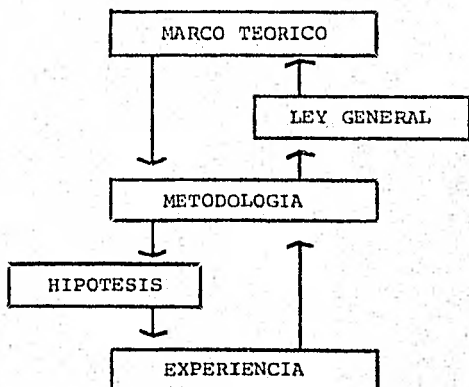 MARCO TEORICO
LEY GENERAL
METODOLOGIA
HIPOTESIS
EXPERIENCIA